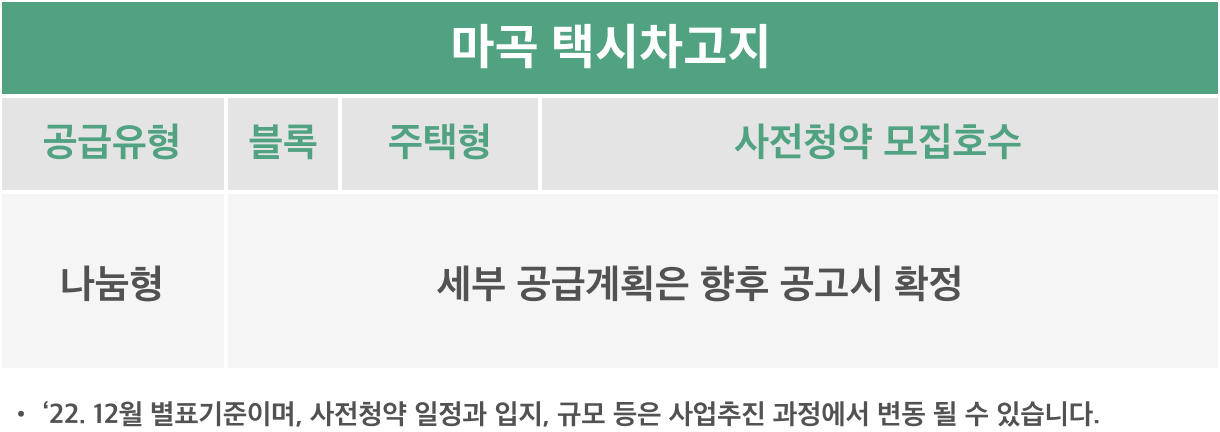 마곡 택시차고지
공급유형 블록 주택형 사전청약 모집호수
나눔형 세부 공급계획은 향후 공고시 확정
• ‘22. 12월 별표기준이며, 사전청약 일정과 입지, 규모 등은 사업추진 과정에서 변동 될 수 있습니다.